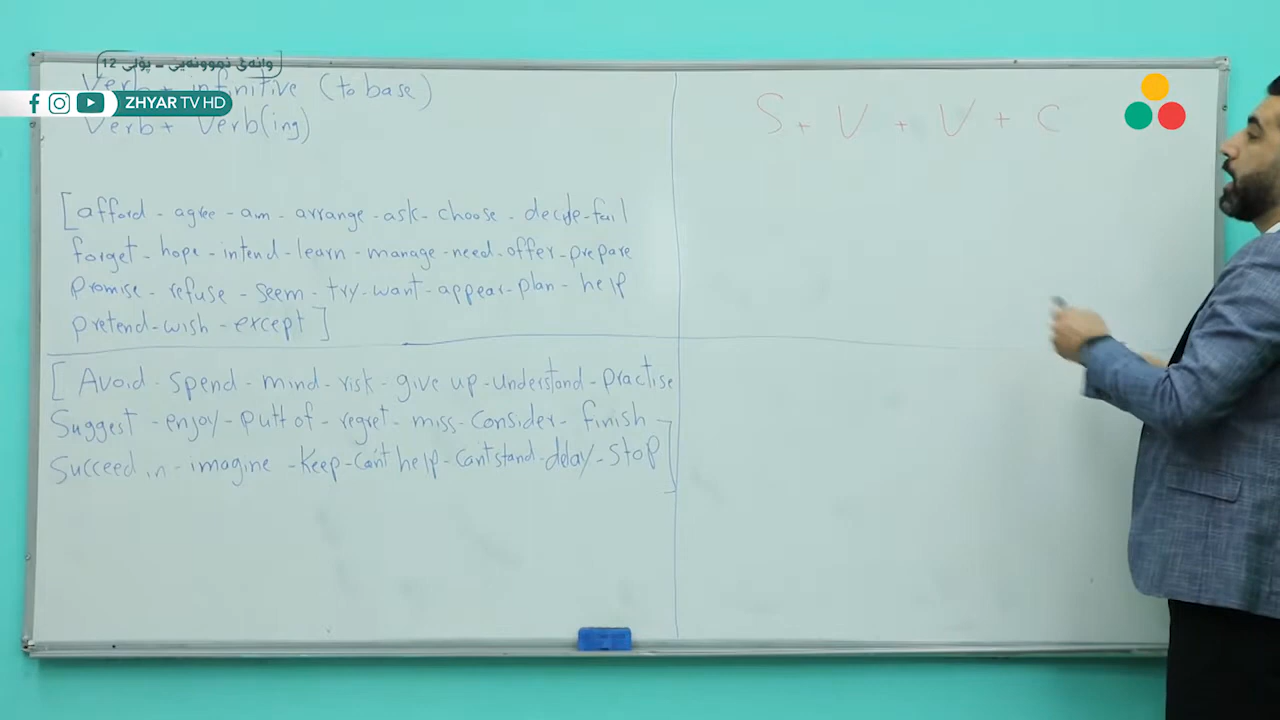 وانەی نموونەیی – پۆلی 12
Verb + infinitive (to base)
ZHYAR TV HD
Verb + Verb(ing)
S + V + V + C
[afford - agree - aim - arrange - ask - choose - decide - fail
forget - hope - intend - learn - manage - need - offer - prepare
promise - refuse - seem - try - want - appear - plan - help
pretend - wish - except]
[Avoid - spend - mind - risk - give up - understand - practise
Suggest - enjoy - putt of - regret - miss - consider - finish
Succeed in - imagine - keep - can't help - cant stand - delay - stop]